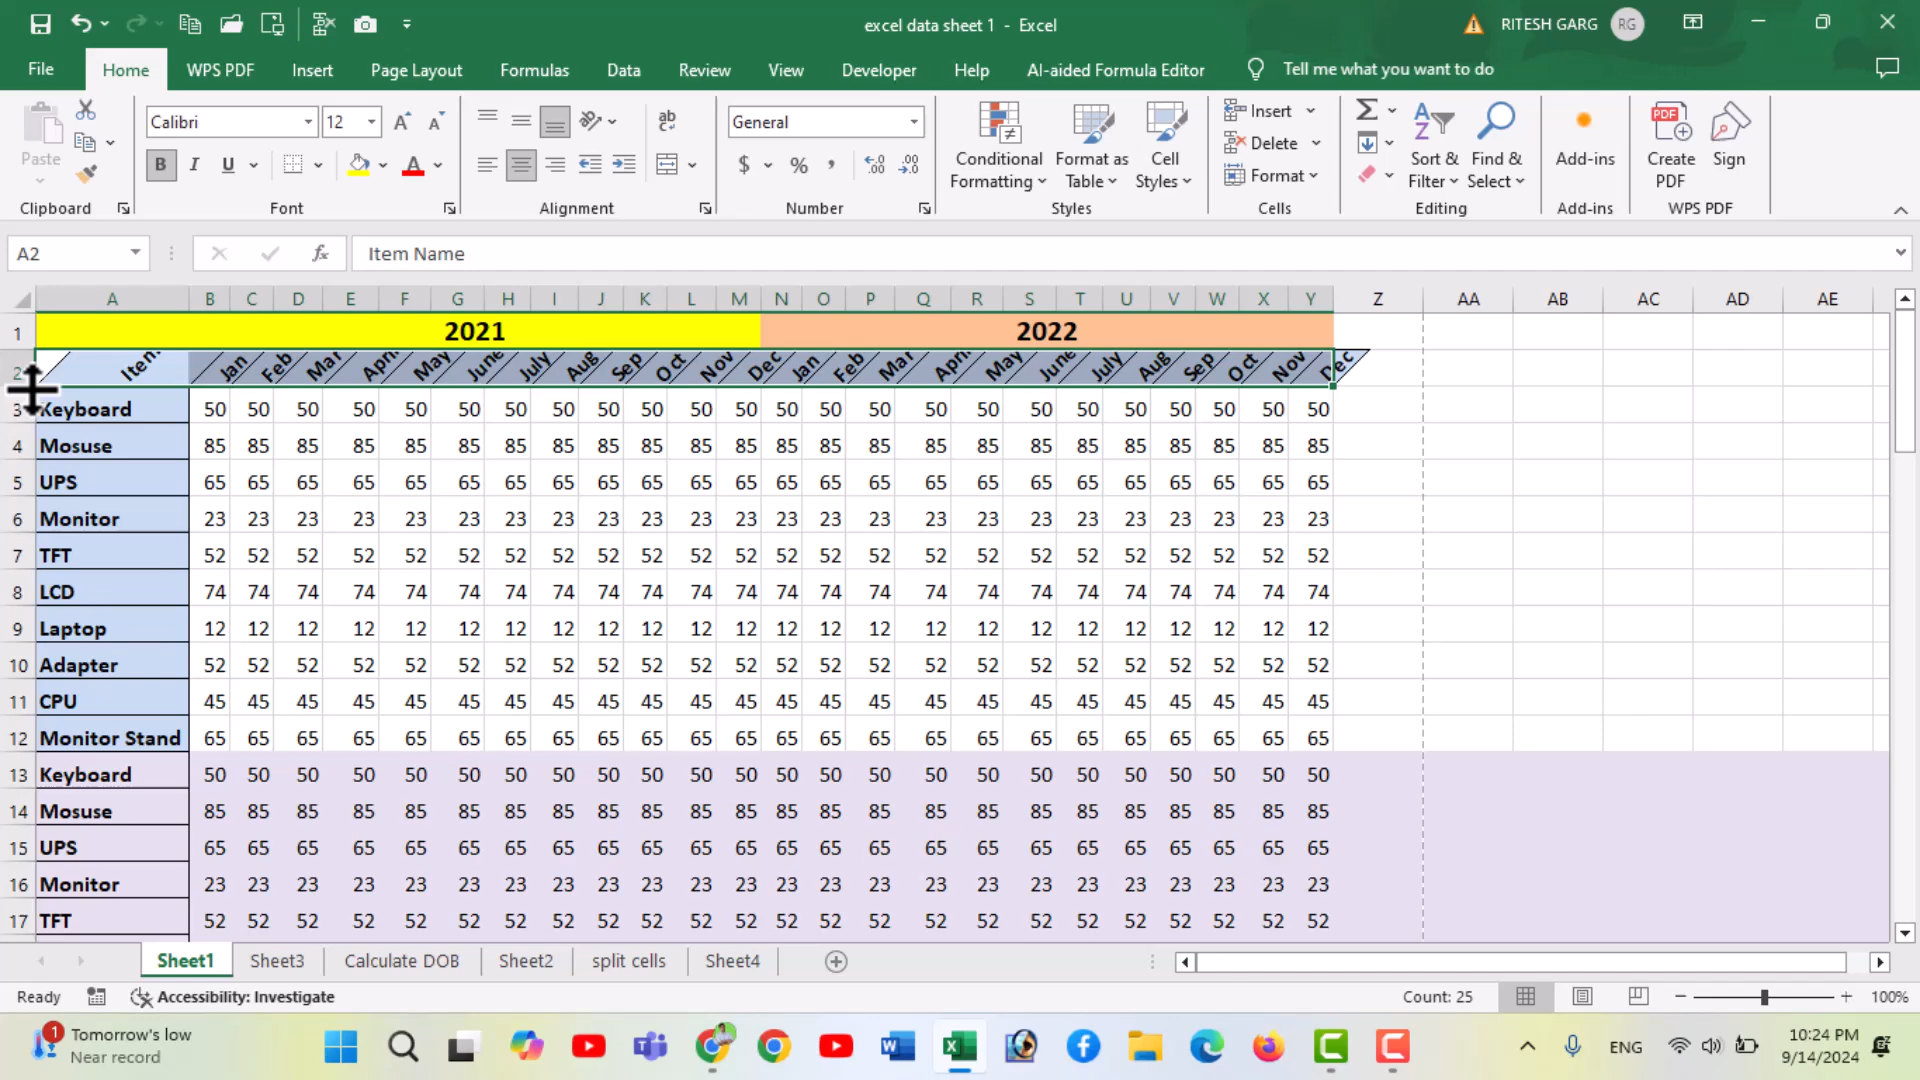 excel data sheet 1 - Excel
RITESH GARG RG
File Home WPS PDF Insert Page Layout Formulas Data Review View Developer Help AI-aided Formula Editor Tell me what you want to do
Paste
Clipboard
Calibri 12
B I U A
Font
ab
Alignment
General
$ % ,
Number
Conditional Formatting
Format as Table
Cell Styles
Styles
Insert
Delete
Format
Cells
Sort & Filter
Find & Select
Editing
Add-ins
Add-ins
Create PDF
Sign
WPS PDF
A2 fx Item Name
A B C D E F G H I J K L M N O P Q R S T U V W X Y Z AA AB AC AD AE
1 2021 2022
2 Item Jan Feb Mar April May June July Aug Sep Oct Nov Dec Jan Feb Mar April May June July Aug Sep Oct Nov Dec
3 Keyboard 50 50 50 50 50 50 50 50 50 50 50 50 50 50 50 50 50 50 50 50 50 50 50 50
4 Mosuse 85 85 85 85 85 85 85 85 85 85 85 85 85 85 85 85 85 85 85 85 85 85 85 85
5 UPS 65 65 65 65 65 65 65 65 65 65 65 65 65 65 65 65 65 65 65 65 65 65 65 65
6 Monitor 23 23 23 23 23 23 23 23 23 23 23 23 23 23 23 23 23 23 23 23 23 23 23 23
7 TFT 52 52 52 52 52 52 52 52 52 52 52 52 52 52 52 52 52 52 52 52 52 52 52 52
8 LCD 74 74 74 74 74 74 74 74 74 74 74 74 74 74 74 74 74 74 74 74 74 74 74 74
9 Laptop 12 12 12 12 12 12 12 12 12 12 12 12 12 12 12 12 12 12 12 12 12 12 12 12
10 Adapter 52 52 52 52 52 52 52 52 52 52 52 52 52 52 52 52 52 52 52 52 52 52 52 52
11 CPU 45 45 45 45 45 45 45 45 45 45 45 45 45 45 45 45 45 45 45 45 45 45 45 45
12 Monitor Stand 65 65 65 65 65 65 65 65 65 65 65 65 65 65 65 65 65 65 65 65 65 65 65 65
13 Keyboard 50 50 50 50 50 50 50 50 50 50 50 50 50 50 50 50 50 50 50 50 50 50 50 50
14 Mosuse 85 85 85 85 85 85 85 85 85 85 85 85 85 85 85 85 85 85 85 85 85 85 85 85
15 UPS 65 65 65 65 65 65 65 65 65 65 65 65 65 65 65 65 65 65 65 65 65 65 65 65
16 Monitor 23 23 23 23 23 23 23 23 23 23 23 23 23 23 23 23 23 23 23 23 23 23 23 23
17 TFT 52 52 52 52 52 52 52 52 52 52 52 52 52 52 52 52 52 52 52 52 52 52 52 52
Sheet1 Sheet3 Calculate DOB Sheet2 split cells Sheet4
Ready Accessibility: Investigate Count: 25 100%
1 Tomorrow's low
Near record
ENG
10:24 PM
9/14/2024